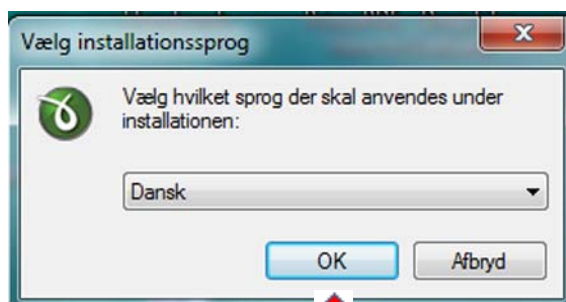 Vælg installationssprog
Vælg hvilket sprog der skal anvendes under
installationen:
Dansk
OK
Afbryd